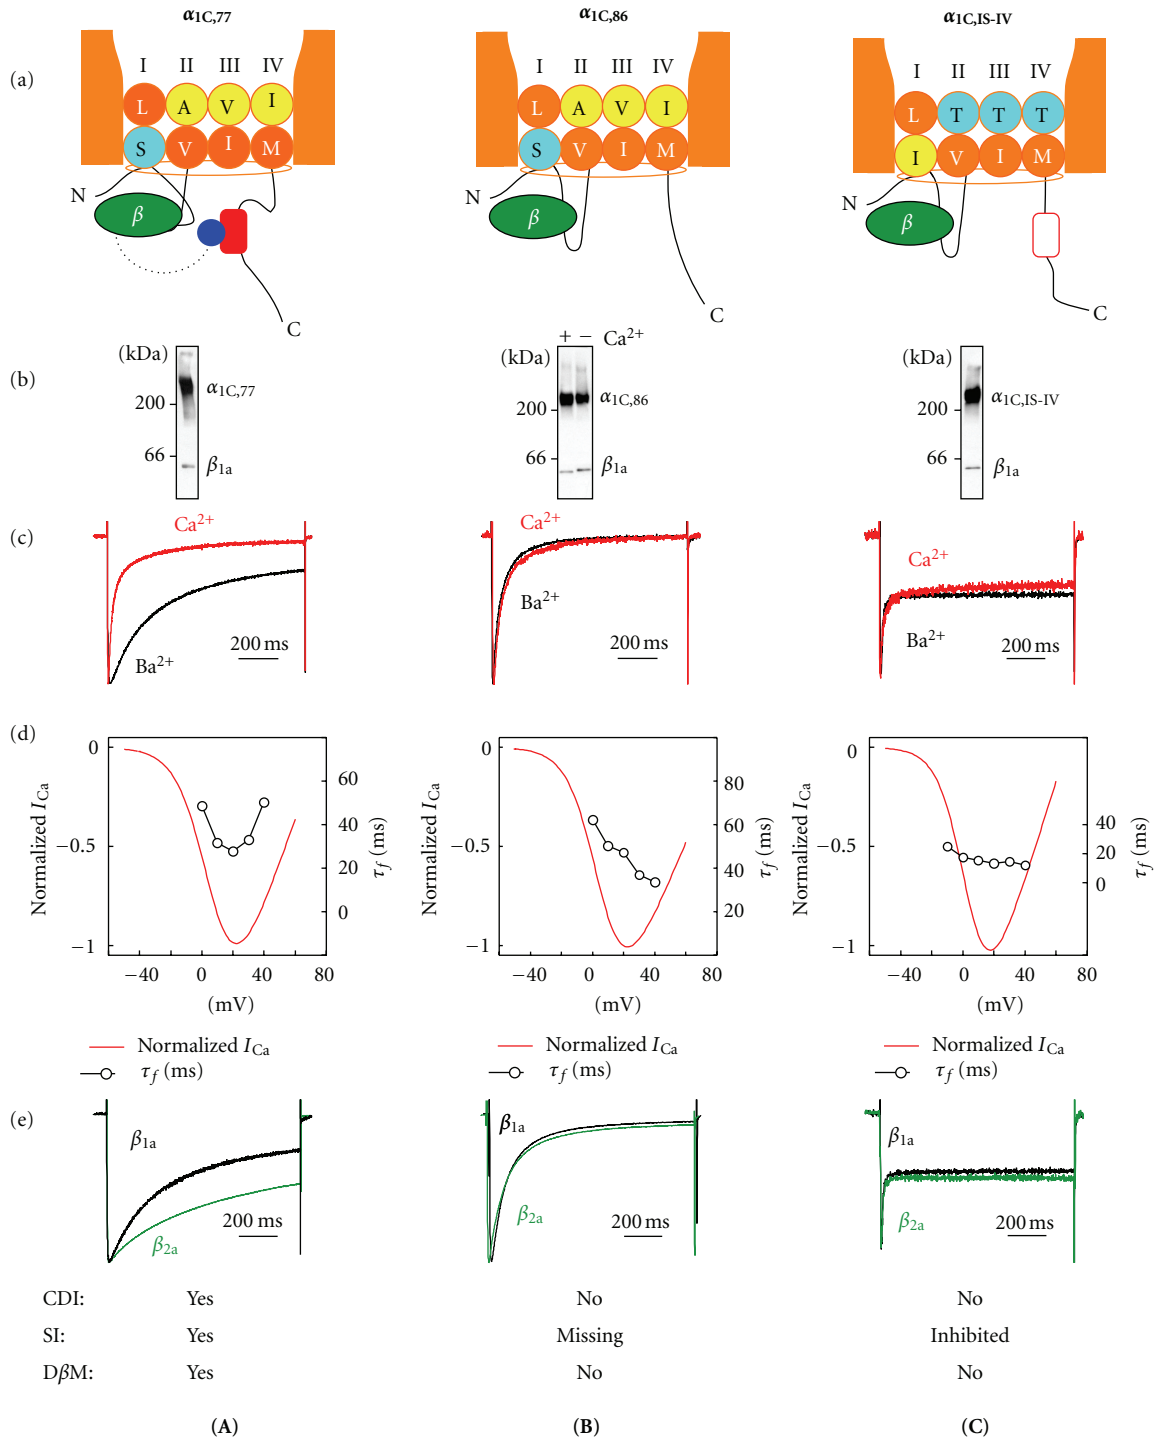 α1C,77 α1C,86 α1C,IS-IV
(a)
I II III IV
L A V I
S V I M
N
β
C
I II III IV
L A V I
S V I M
N
β
C
I II III IV
L T T T
I V I M
N
β
C
(b)
(kDa)
α1C,77
200
66
β1a
+ − Ca2+
(kDa)
α1C,86
200
66
β1a
(kDa)
α1C,IS-IV
200
66
β1a
(c)
Ca2+
Ba2+
200 ms
Ca2+
Ba2+
200 ms
Ca2+
Ba2+
200 ms
(d)
Normalized ICa
0
−0.5
−1
60
40
20
0
τf (ms)
−40 0 40 80
(mV)
Normalized ICa
τf (ms)
Normalized ICa
0
−0.5
−1
80
60
40
20
τf (ms)
−40 0 40 80
(mV)
Normalized ICa
τf (ms)
Normalized ICa
0
−0.5
−1
40
20
0
τf (ms)
−40 0 40 80
(mV)
Normalized ICa
τf (ms)
(e)
β1a
β2a
200 ms
β1a
β2a
200 ms
β1a
β2a
200 ms
CDI: Yes No No
SI: Yes Missing Inhibited
DβM: Yes No No
(A) (B) (C)